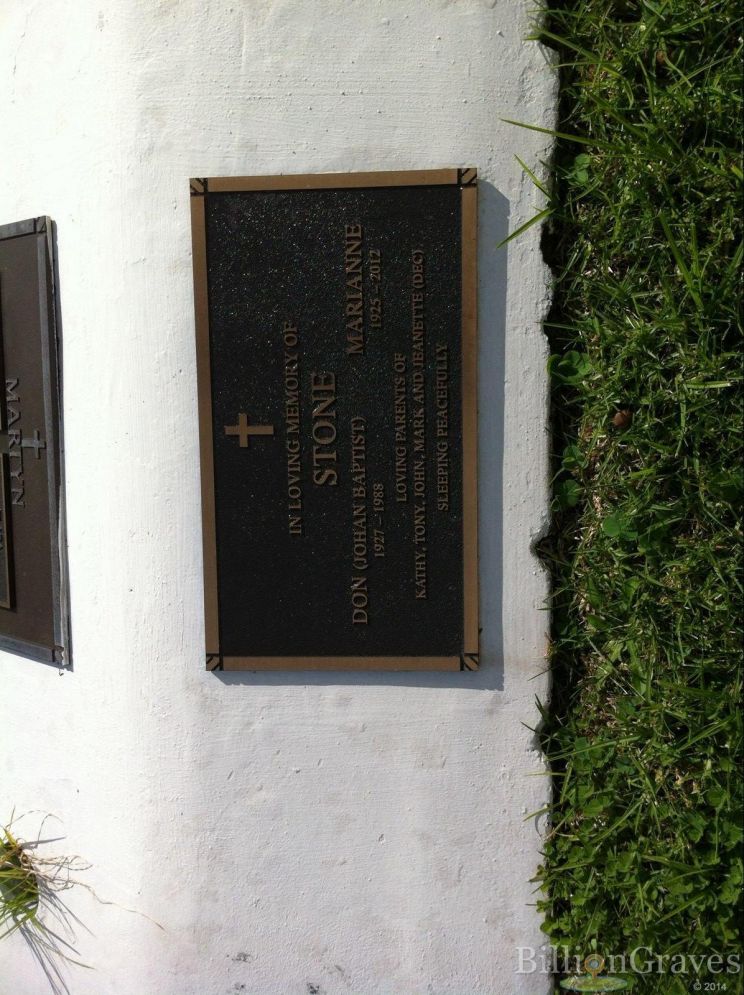 IN LOVING MEMORY OF
STONE
DON (JOHAN BAPTIST) MARIANNE
1927 – 1988 1925 – 2012
LOVING PARENTS OF
KATHY, TONY, JOHN, MARK AND JEANETTE (DEC).
SLEEPING PEACEFULLY
MARTYN
BillionGraves
© 2014